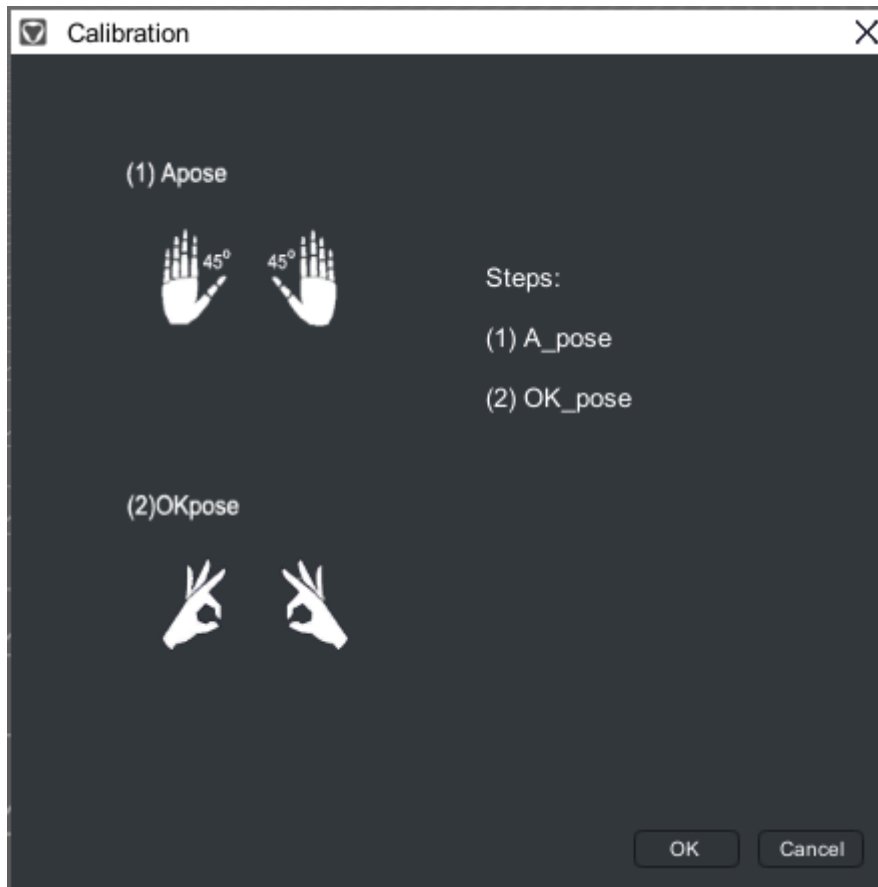 Calibration
(1) Apose
45° 45°
Steps:
(1) A_pose
(2) OK_pose
(2)OKpose
OK Cancel